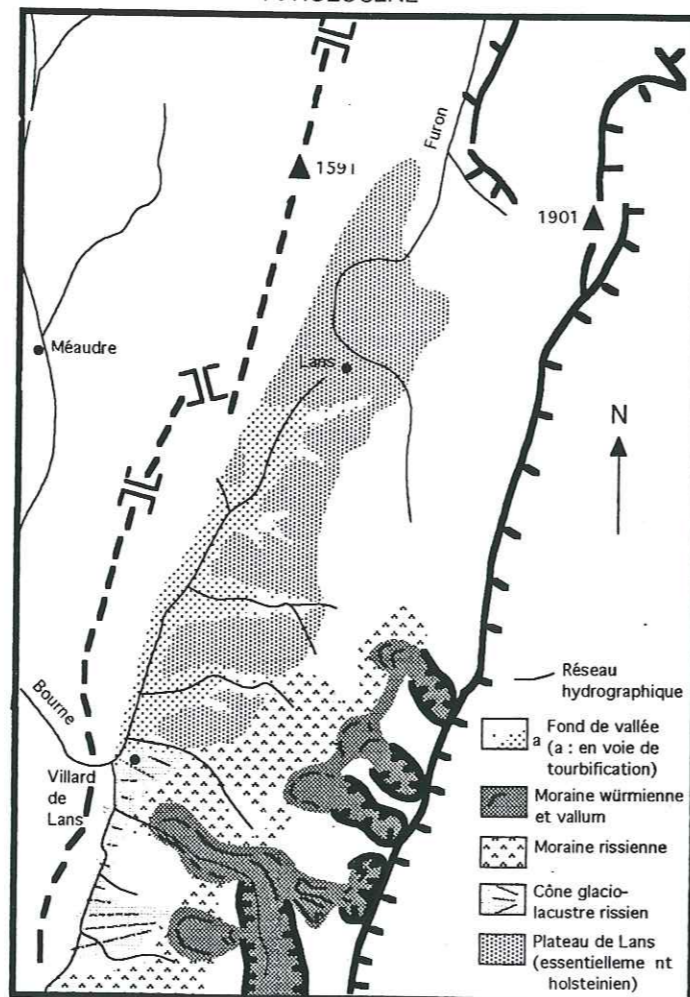 Furon
1591
1901
Méaudre
Lans
N
Bourne
Villard
de
Lans
Réseau
hydrographique
a Fond de vallée
(a : en voie de
tourbification)
Moraine würmienne
et vallum
Moraine rissienne
Cône glacio-
lacustre rissien
Plateau de Lans
(essentielleme nt
holsteinien)